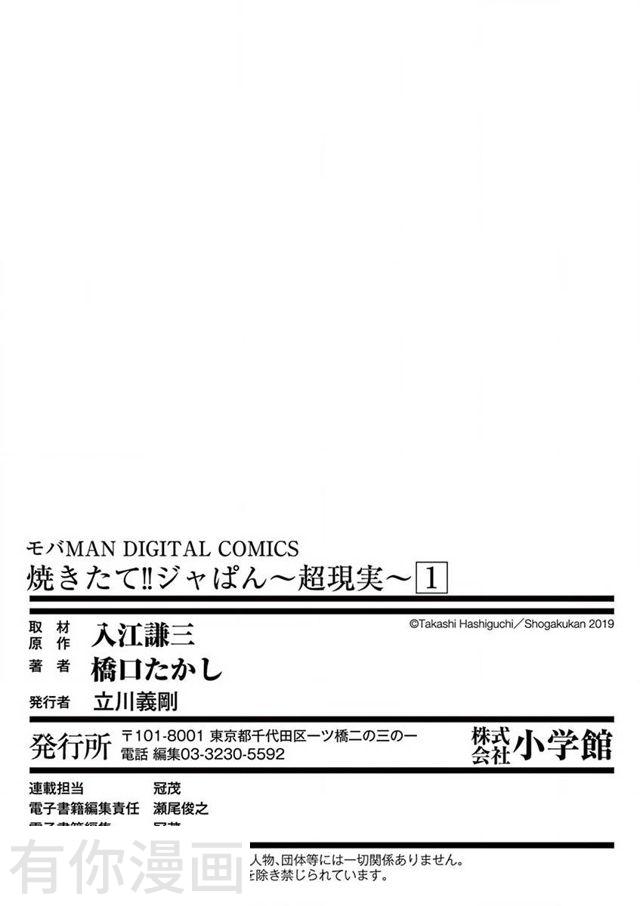 モバMAN DIGITAL COMICS
焼きたて!!ジャぱん〜超現実〜 1
©Takashi Hashiguchi／Shogakukan 2019
取材
原作 入江謙三
著者 橋口たかし
発行者 立川義剛
発行所 〒101-8001 東京都千代田区一ツ橋二の三の一
電話 編集03-3230-5592
株式会社 小学館
連載担当 冠茂
電子書籍編集責任 瀬尾俊之
人物、団体等には一切関係ありません。
を除き禁じられています。
有你漫画